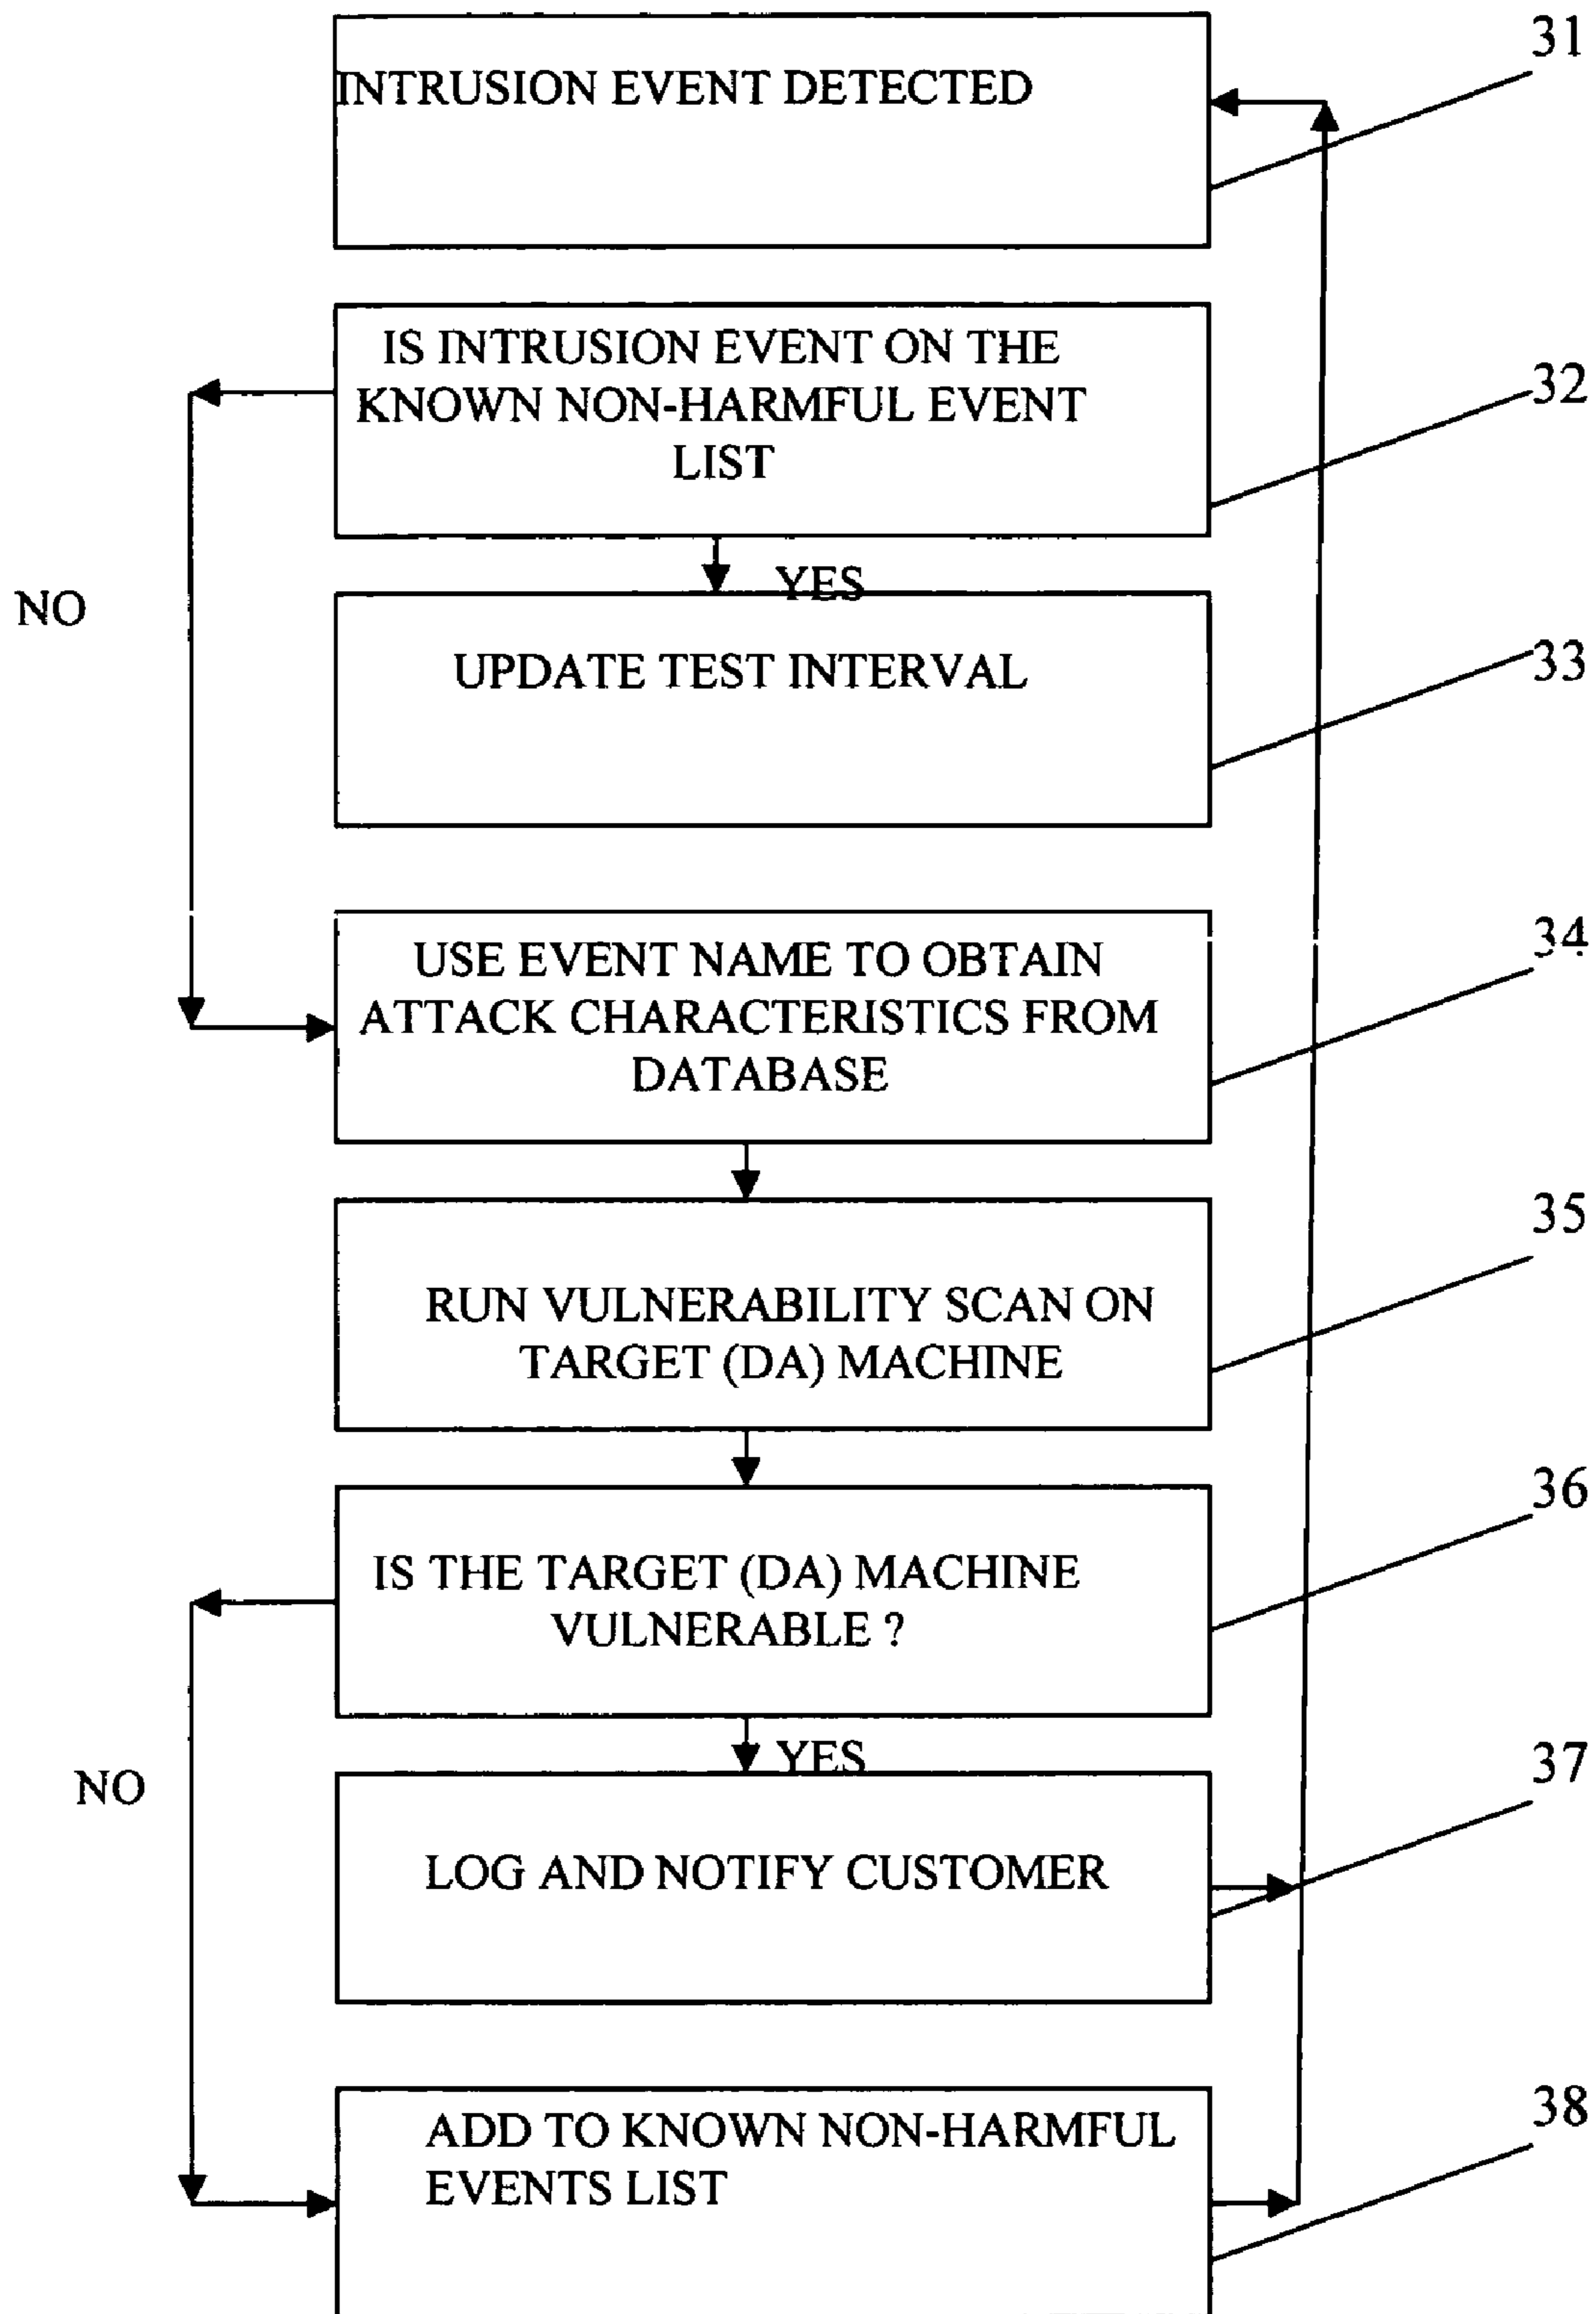 31
INTRUSION EVENT DETECTED
IS INTRUSION EVENT ON THE
KNOWN NON-HARMFUL EVENT
LIST
32
YES
NO
UPDATE TEST INTERVAL
33
USE EVENT NAME TO OBTAIN
ATTACK CHARACTERISTICS FROM
DATABASE
34
35
RUN VULNERABILITY SCAN ON
TARGET (DA) MACHINE
36
IS THE TARGET (DA) MACHINE
VULNERABLE ?
YES
NO
37
LOG AND NOTIFY CUSTOMER
38
ADD TO KNOWN NON-HARMFUL
EVENTS LIST